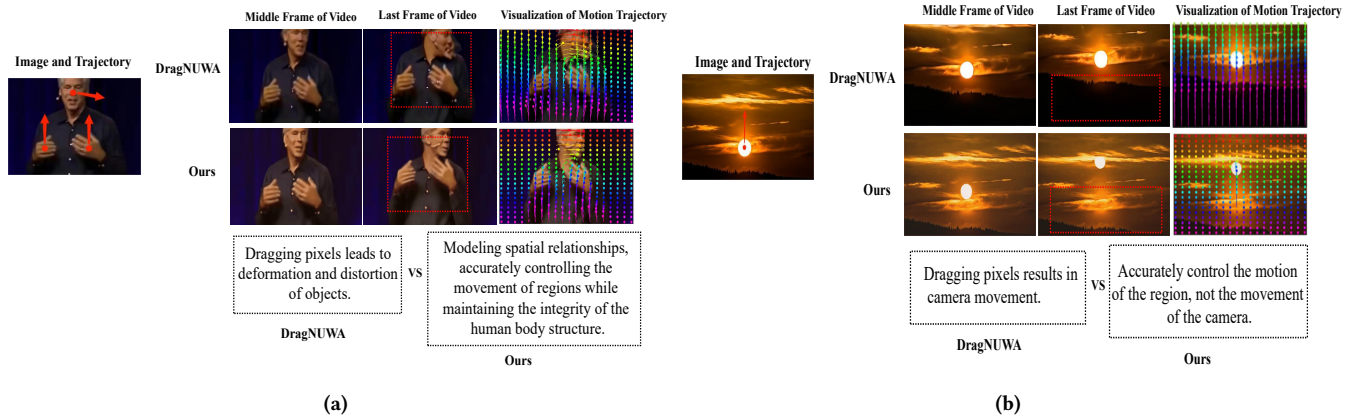 Middle Frame of Video Last Frame of Video Visualization of Motion Trajectory
Image and Trajectory
DragNUWA
Ours
Dragging pixels leads to
deformation and distortion
of objects.
VS
Modeling spatial relationships,
accurately controlling the
movement of regions while
maintaining the integrity of the
human body structure.
DragNUWA
Ours
(a)
Middle Frame of Video Last Frame of Video Visualization of Motion Trajectory
Image and Trajectory
DragNUWA
Ours
Dragging pixels results in
camera movement.
VS
Accurately control the motion
of the region, not the movement
of the camera.
DragNUWA
Ours
(b)